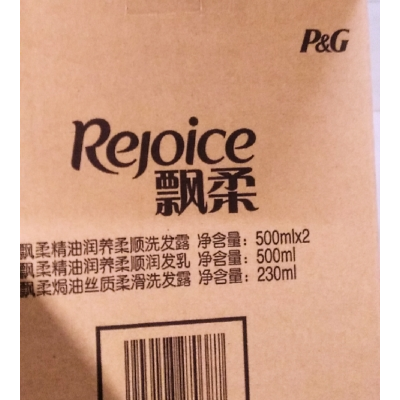 P&G
Rejoice
飘柔
飘柔精油润养柔顺洗发露 净含量：500mlx2
飘柔精油润养柔顺润发乳 净含量：500ml
飘柔焗油丝质柔滑洗发露 净含量：230ml